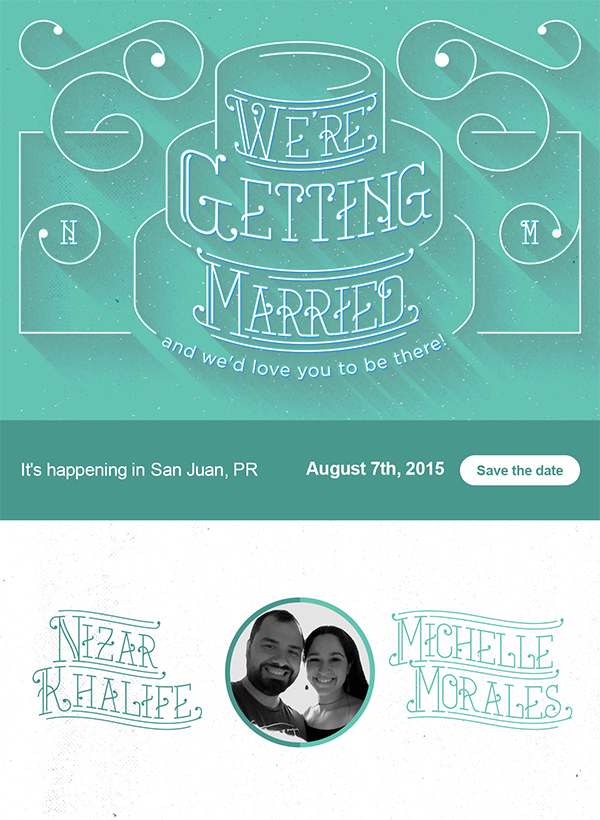 WE'RE
GETTING
MARRIED
and we'd love you to be there!
N
M
It's happening in San Juan, PR
August 7th, 2015
Save the date
NIZAR
KHALIFE
MICHELLE
MORALES